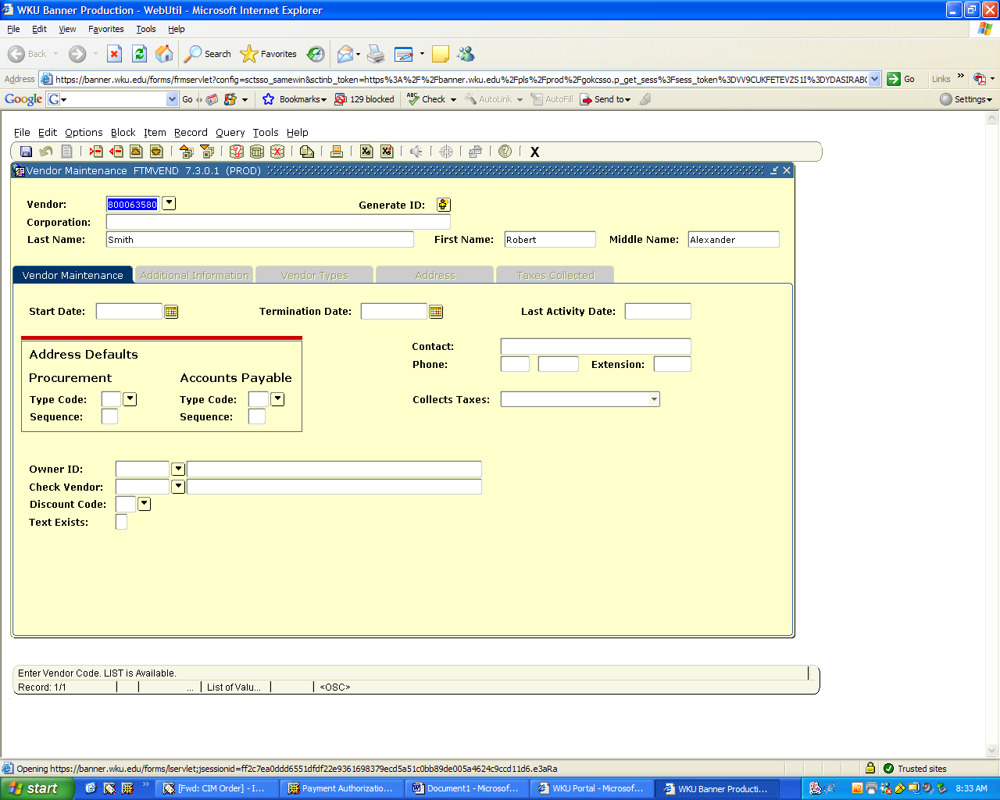 WKU Banner Production - WebUtil - Microsoft Internet Explorer
File Edit View Favorites Tools Help
Back Search Favorites
Address https://banner.wku.edu/forms/frmservlet?config=sctsso_samewin&sctinb_token=https%3A%2F%2Fbanner.wku.edu%2Fpls%2Fprod%2Fgokcsso.p_get_sess%3Fsess_token%3DVV9CUKFETEVZS1I%3DYDASIRABC Go Links »
Google G Go Bookmarks 129 blocked ABC Check AutoLink AutoFill Send to Settings
File Edit Options Block Item Record Query Tools Help
X
Vendor Maintenance FTMVEND 7.3.0.1 (PROD)
Vendor: 800063580 Generate ID:
Corporation:
Last Name: Smith First Name: Robert Middle Name: Alexander
Vendor Maintenance Additional Information Vendor Types Address Taxes Collected
Start Date: Termination Date: Last Activity Date:
Address Defaults
Procurement Accounts Payable
Type Code: Type Code:
Sequence: Sequence:
Contact:
Phone: Extension:
Collects Taxes:
Owner ID:
Check Vendor:
Discount Code:
Text Exists:
Enter Vendor Code. LIST is Available.
Record: 1/1 ... List of Valu... <OSC>
Opening https://banner.wku.edu/forms/lservlet;jsessionid=ff2c7ea0ddd6551dfdf22e9361698379ecd5a51c0bb89de005a4624c9ccd11d6.e3aRa Trusted sites
start » [Fwd: CIM Order] - I... Payment Authorizatio... Document1 - Microsof... WKU Portal - Microsof... WKU Banner Producti... 8:33 AM